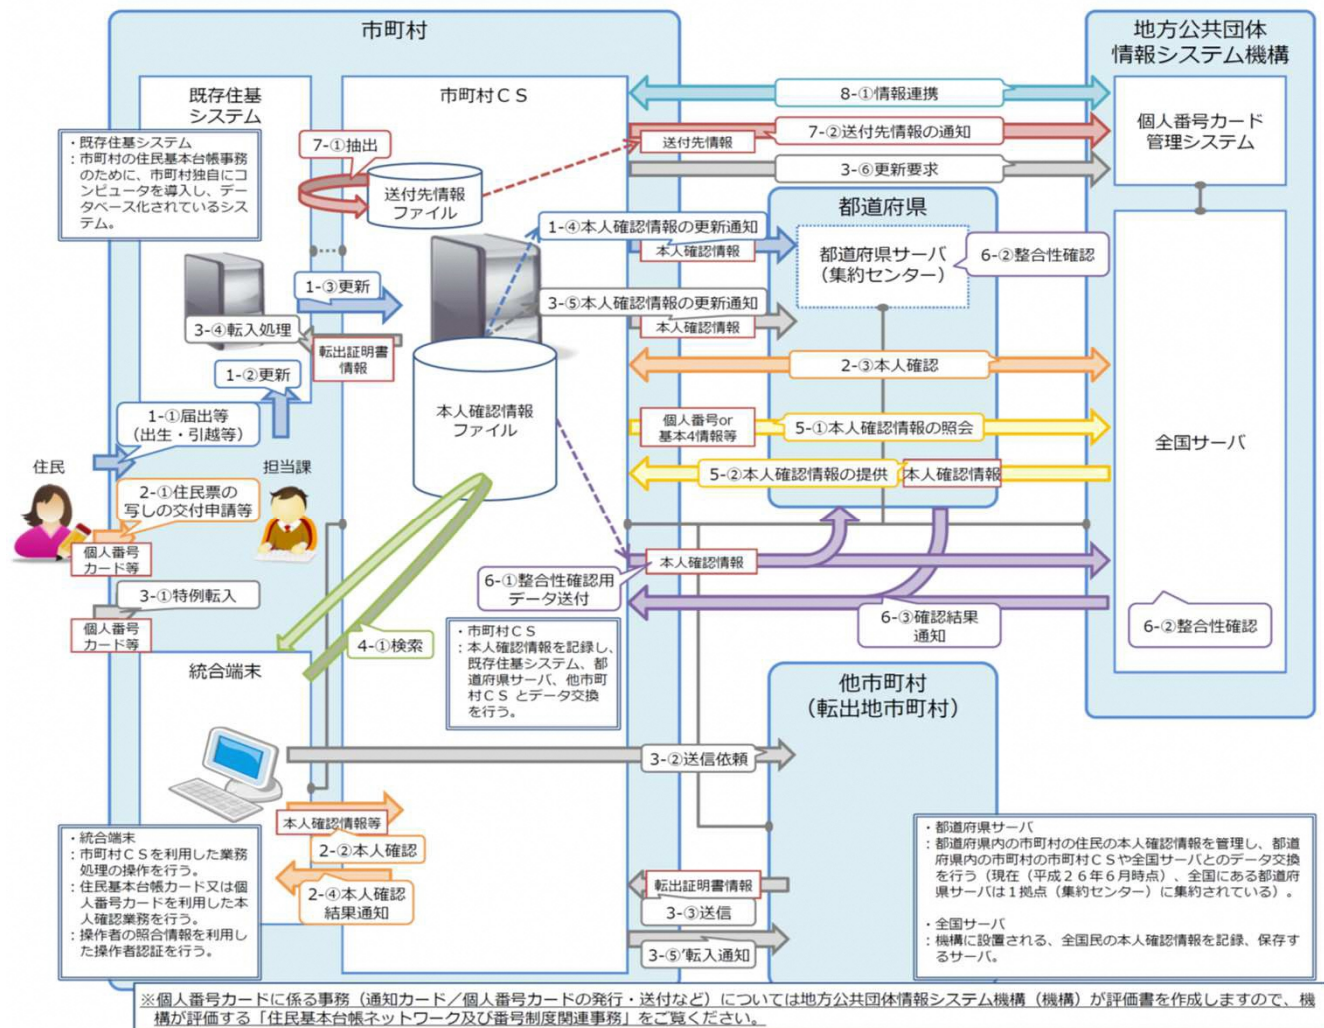 市町村
地方公共団体
情報システム機構
既存住基
システム
市町村ＣＳ
8-①情報連携
個人番号カード
管理システム
・既存住基システム
：市町村の住民基本台帳事務
のために、市町村独自にコ
ンピュータを導入し、デー
タベース化されているシス
テム。
7-①抽出
送付先情報
ファイル
送付先情報
7-②送付先情報の通知
3-⑥更新要求
都道府県
1-④本人確認情報の更新通知
本人確認情報
都道府県サーバ
（集約センター）
6-②整合性確認
1-③更新
3-④転入処理
転出証明書
情報
3-⑤本人確認情報の更新通知
本人確認情報
1-②更新
2-③本人確認
本人確認情報
ファイル
1-①届出等
（出生・引越等）
個人番号or
基本4情報等
5-①本人確認情報の照会
全国サーバ
住民
担当課
5-②本人確認情報の提供
本人確認情報
2-①住民票の
写しの交付申請等
個人番号
カード等
本人確認情報
6-①整合性確認用
データ送付
3-①特例転入
個人番号
カード等
6-③確認結果
通知
6-②整合性確認
4-①検索
・市町村ＣＳ
：本人確認情報を記録し、
既存住基システム、都
道府県サーバ、他市町
村ＣＳ とデータ交換
を行う。
統合端末
他市町村
（転出地市町村）
3-②送信依頼
本人確認情報等
2-②本人確認
2-④本人確認
結果通知
・統合端末
：市町村ＣＳを利用した業務
処理の操作を行う。
：住民基本台帳カード又は個
人番号カードを利用した本
人確認業務を行う。
：操作者の照合情報を利用し
た操作者認証を行う。
転出証明書情報
3-③送信
3-⑤’転入通知
・都道府県サーバ
：都道府県内の市町村の住民の本人確認情報を管理し、都道
府県内の市町村の市町村ＣＳや全国サーバとのデータ交換
を行う（現在（平成２６年６月時点）、全国にある都道府
県サーバは１拠点（集約センター）に集約されている）。
・全国サーバ
：機構に設置される、全国民の本人確認情報を記録、保存す
るサーバ。
※個人番号カードに係る事務（通知カード／個人番号カードの発行・送付など）については地方公共団体情報システム機構（機構）が評価書を作成しますので、機
構が評価する「住民基本台帳ネットワーク及び番号制度関連事務」をご覧ください。